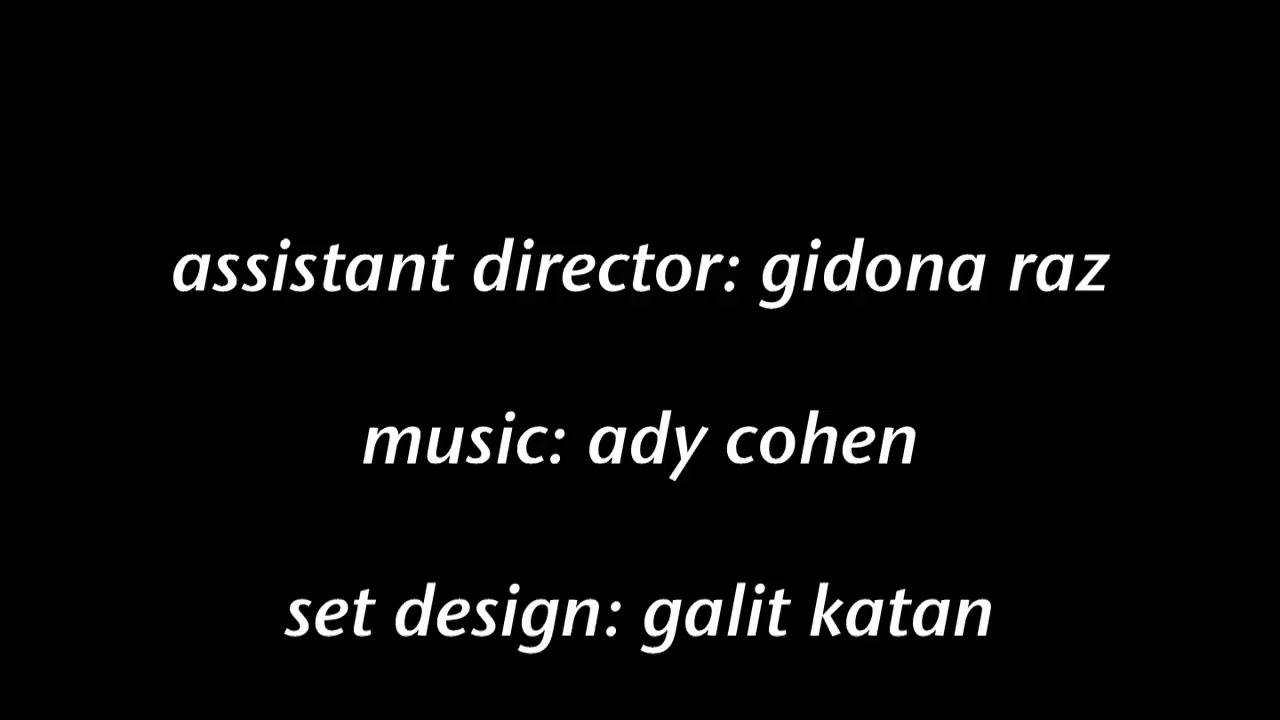 assistant director: gidona raz
music: ady cohen
set design: galit katan